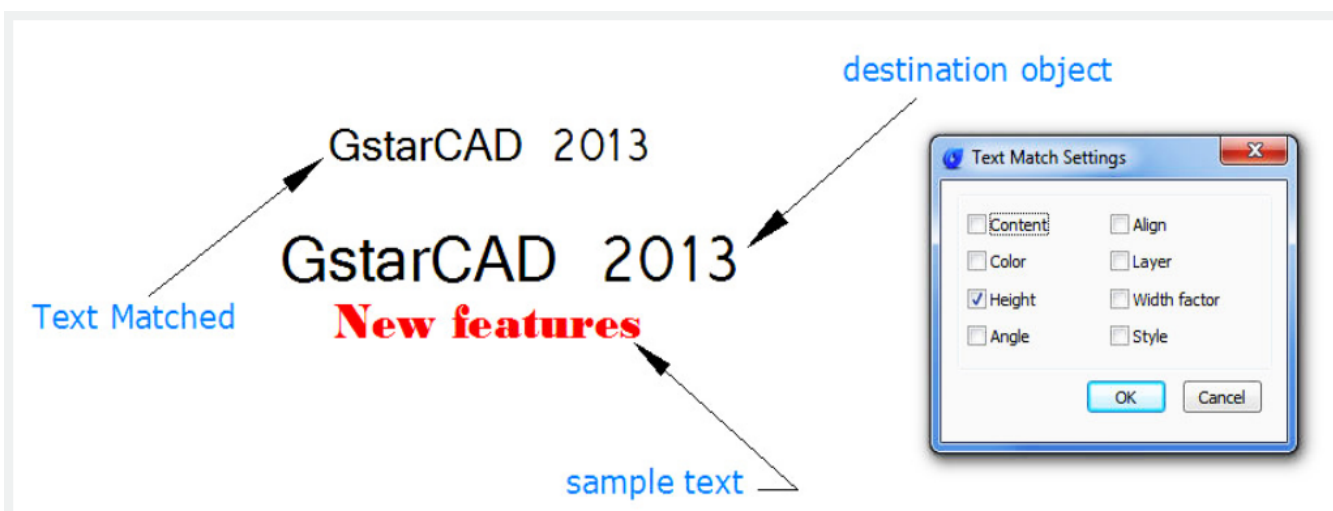 destination object
GstarCAD 2013
GstarCAD 2013
Text Matched
New features
sample text
Text Match Settings
Content
Align
Color
Layer
Height
Width factor
Angle
Style
OK
Cancel